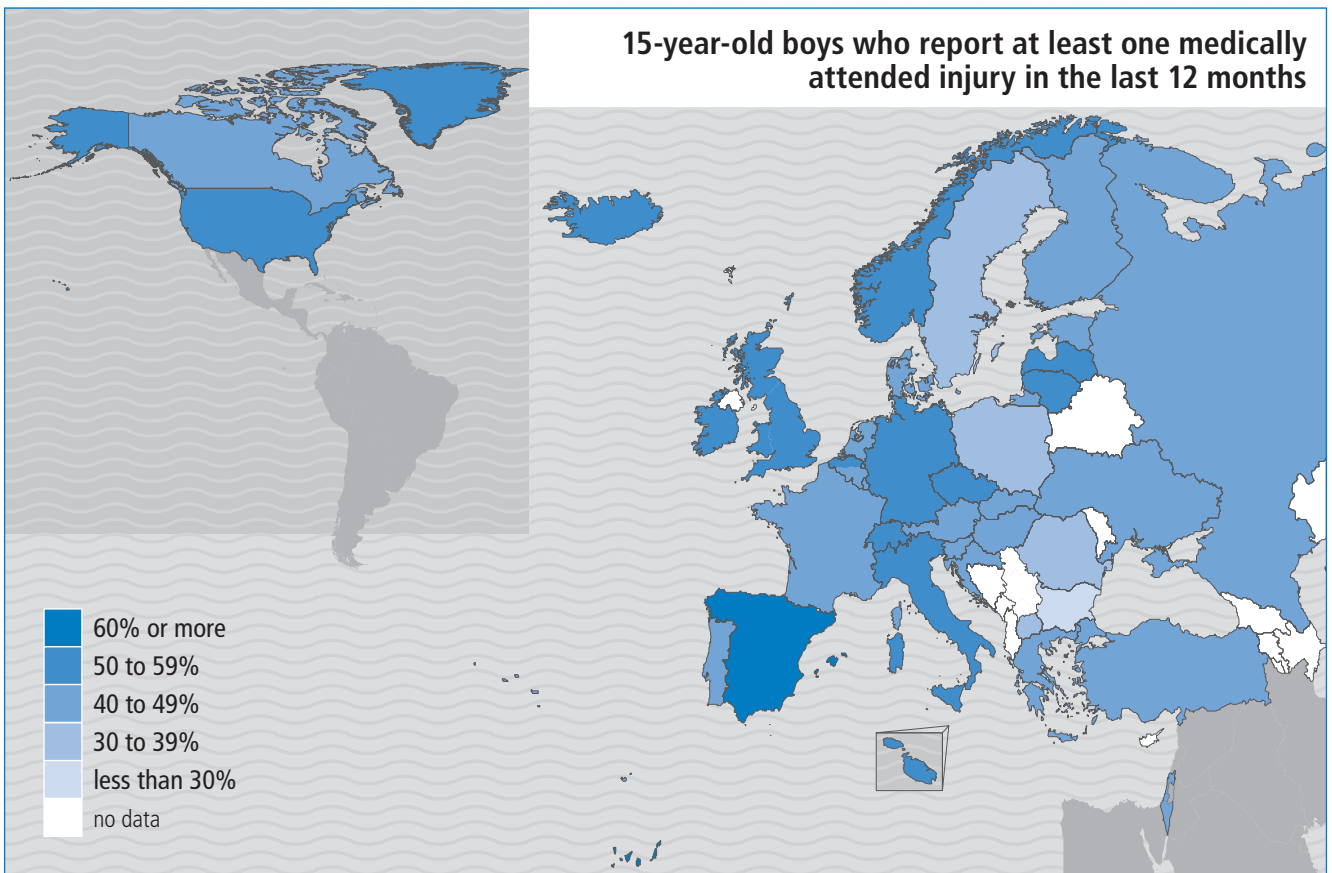 15-year-old boys who report at least one medically
attended injury in the last 12 months
60% or more
50 to 59%
40 to 49%
30 to 39%
less than 30%
no data